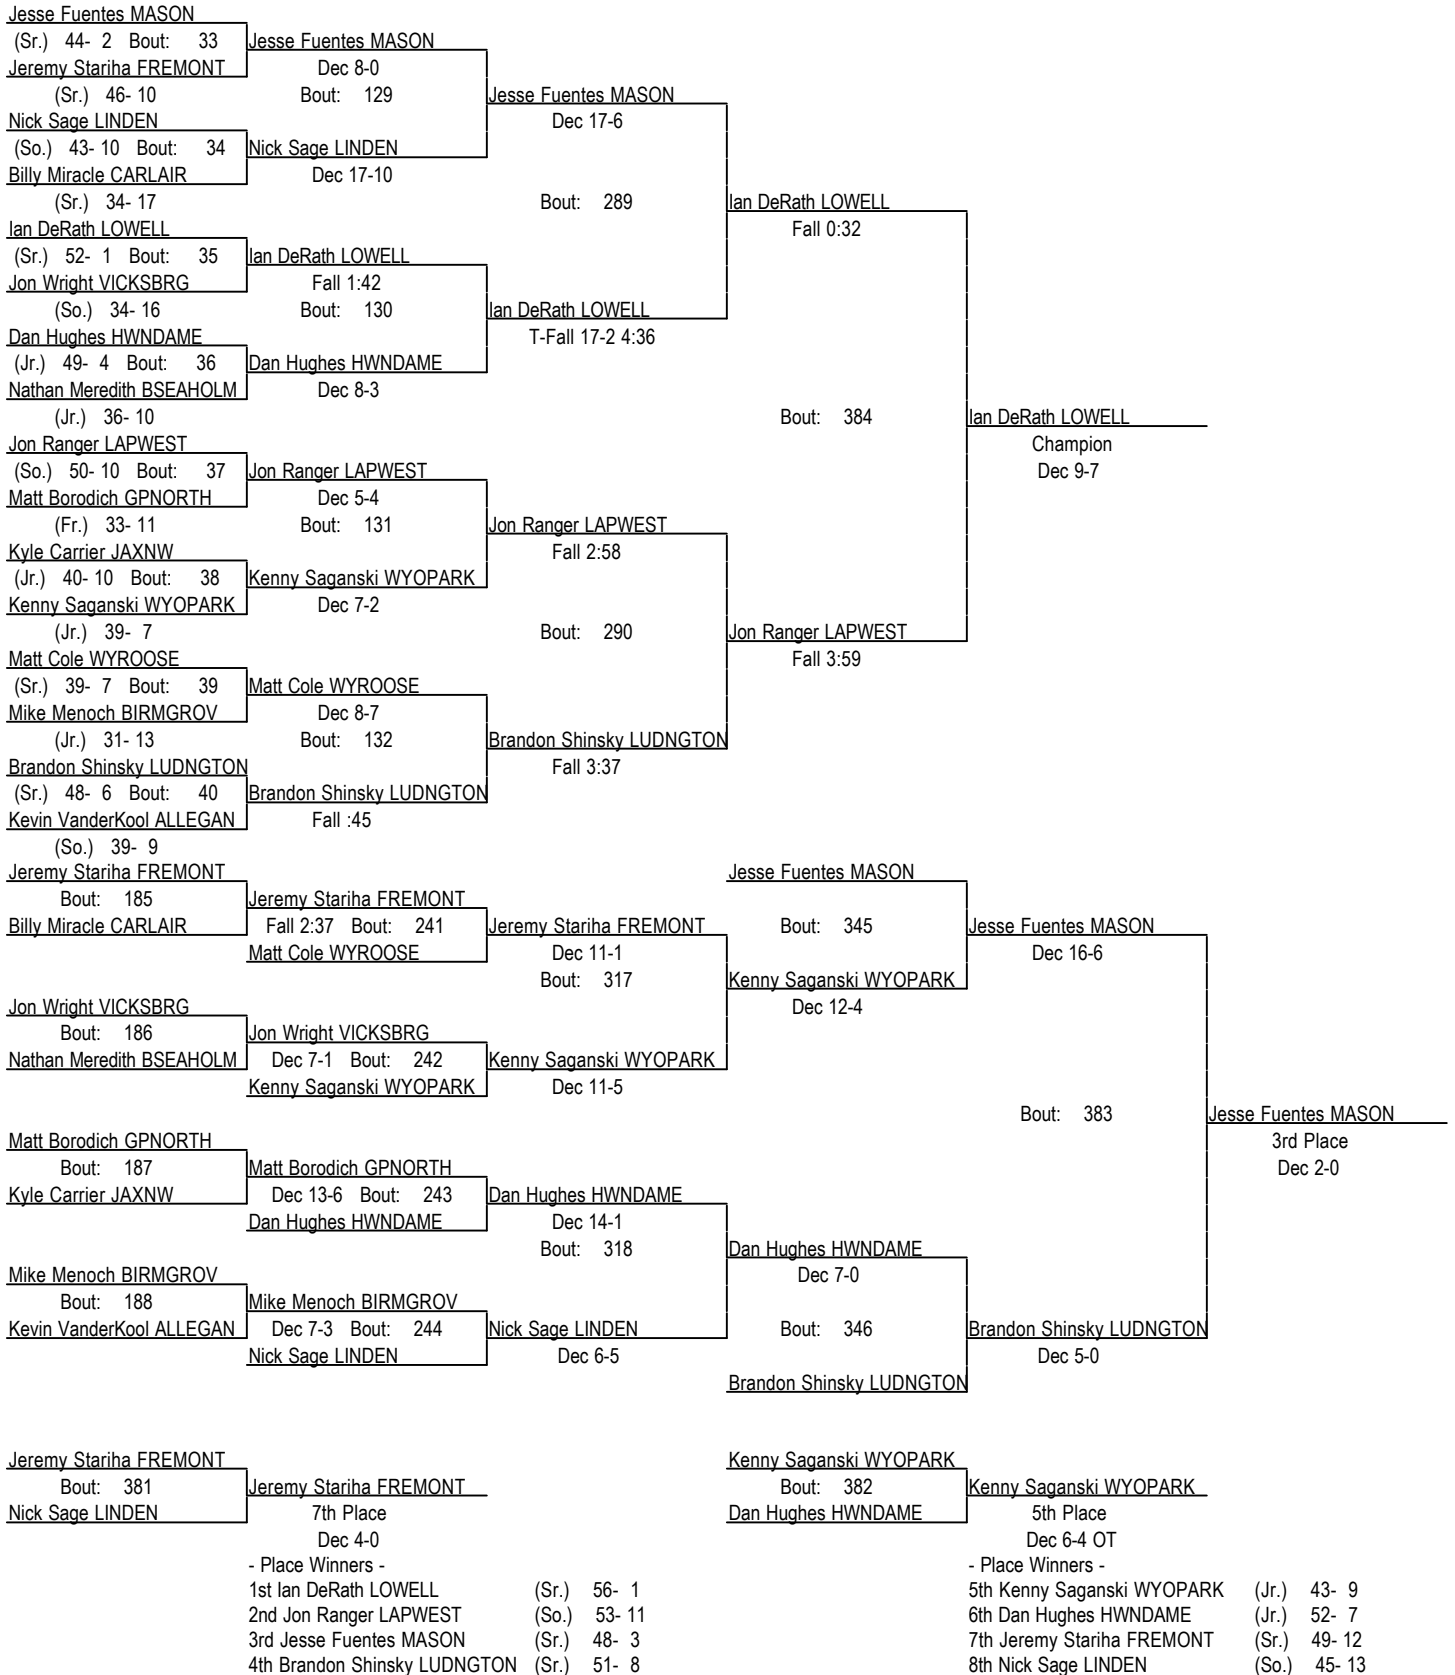 Jesse Fuentes MASON
(Sr.) 44- 2 Bout: 33 Jesse Fuentes MASON
Jeremy Stariha FREMONT Dec 8-0
(Sr.) 46- 10 Bout: 129 Jesse Fuentes MASON
Nick Sage LINDEN Dec 17-6
(So.) 43- 10 Bout: 34 Nick Sage LINDEN
Billy Miracle CARLAIR Dec 17-10
(Sr.) 34- 17 Bout: 289 Ian DeRath LOWELL
Ian DeRath LOWELL Fall 0:32
(Sr.) 52- 1 Bout: 35 Ian DeRath LOWELL
Jon Wright VICKSBRG Fall 1:42
(So.) 34- 16 Bout: 130 Ian DeRath LOWELL
Dan Hughes HWNDAME T-Fall 17-2 4:36
(Jr.) 49- 4 Bout: 36 Dan Hughes HWNDAME
Nathan Meredith BSEAHOLM Dec 8-3
(Jr.) 36- 10 Bout: 384 Ian DeRath LOWELL
Jon Ranger LAPWEST Champion
(So.) 50- 10 Bout: 37 Jon Ranger LAPWEST Dec 9-7
Matt Borodich GPNORTH Dec 5-4
(Fr.) 33- 11 Bout: 131 Jon Ranger LAPWEST
Kyle Carrier JAXNW Fall 2:58
(Jr.) 40- 10 Bout: 38 Kenny Saganski WYOPARK
Kenny Saganski WYOPARK Dec 7-2
(Jr.) 39- 7 Bout: 290 Jon Ranger LAPWEST
Matt Cole WYROOSE Fall 3:59
(Sr.) 39- 7 Bout: 39 Matt Cole WYROOSE
Mike Menoch BIRMGROV Dec 8-7
(Jr.) 31- 13 Bout: 132 Brandon Shinsky LUDNGTON
Brandon Shinsky LUDNGTON Fall 3:37
(Sr.) 48- 6 Bout: 40 Brandon Shinsky LUDNGTON
Kevin VanderKool ALLEGAN Fall :45
(So.) 39- 9
Jeremy Stariha FREMONT Jesse Fuentes MASON
Bout: 185 Jeremy Stariha FREMONT
Billy Miracle CARLAIR Fall 2:37 Bout: 241 Jeremy Stariha FREMONT Bout: 345 Jesse Fuentes MASON
Matt Cole WYROOSE Dec 11-1 Dec 16-6
Bout: 317 Kenny Saganski WYOPARK
Jon Wright VICKSBRG Dec 12-4
Bout: 186 Jon Wright VICKSBRG
Nathan Meredith BSEAHOLM Dec 7-1 Bout: 242 Kenny Saganski WYOPARK
Kenny Saganski WYOPARK Dec 11-5
Bout: 383 Jesse Fuentes MASON
Matt Borodich GPNORTH 3rd Place
Bout: 187 Matt Borodich GPNORTH Dec 2-0
Kyle Carrier JAXNW Dec 13-6 Bout: 243 Dan Hughes HWNDAME
Dan Hughes HWNDAME Dec 14-1
Bout: 318 Dan Hughes HWNDAME
Mike Menoch BIRMGROV Dec 7-0
Bout: 188 Mike Menoch BIRMGROV
Kevin VanderKool ALLEGAN Dec 7-3 Bout: 244 Nick Sage LINDEN Bout: 346 Brandon Shinsky LUDNGTON
Nick Sage LINDEN Dec 6-5 Dec 5-0
Brandon Shinsky LUDNGTON
Jeremy Stariha FREMONT Kenny Saganski WYOPARK
Bout: 381 Jeremy Stariha FREMONT Bout: 382 Kenny Saganski WYOPARK
Nick Sage LINDEN 7th Place Dan Hughes HWNDAME 5th Place
Dec 4-0 Dec 6-4 OT
- Place Winners - - Place Winners -
1st Ian DeRath LOWELL (Sr.) 56- 1 5th Kenny Saganski WYOPARK (Jr.) 43- 9
2nd Jon Ranger LAPWEST (So.) 53- 11 6th Dan Hughes HWNDAME (Jr.) 52- 7
3rd Jesse Fuentes MASON (Sr.) 48- 3 7th Jeremy Stariha FREMONT (Sr.) 49- 12
4th Brandon Shinsky LUDNGTON (Sr.) 51- 8 8th Nick Sage LINDEN (So.) 45- 13